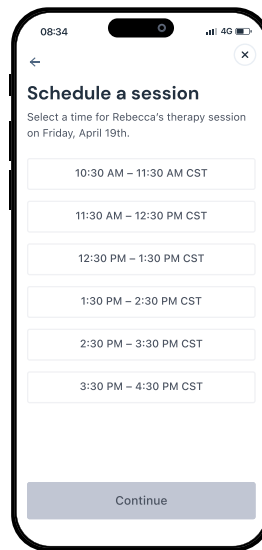 08:34
4G
Schedule a session
Select a time for Rebecca's therapy session
on Friday, April 19th.
10:30 AM – 11:30 AM CST
11:30 AM – 12:30 PM CST
12:30 PM – 1:30 PM CST
1:30 PM – 2:30 PM CST
2:30 PM – 3:30 PM CST
3:30 PM – 4:30 PM CST
Continue